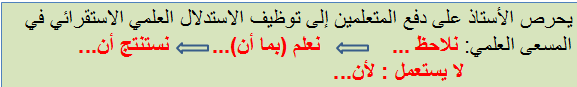 يحرص الأستاذ على دفع المتعلمين إلى توظيف الاستدلال العلمي الاستقرائي في
المسعى العلمي: نلاحظ ... ⇐ نعلم (بما أن)... ⇐ نستنتج أن...
لا يستعمل : لأن...